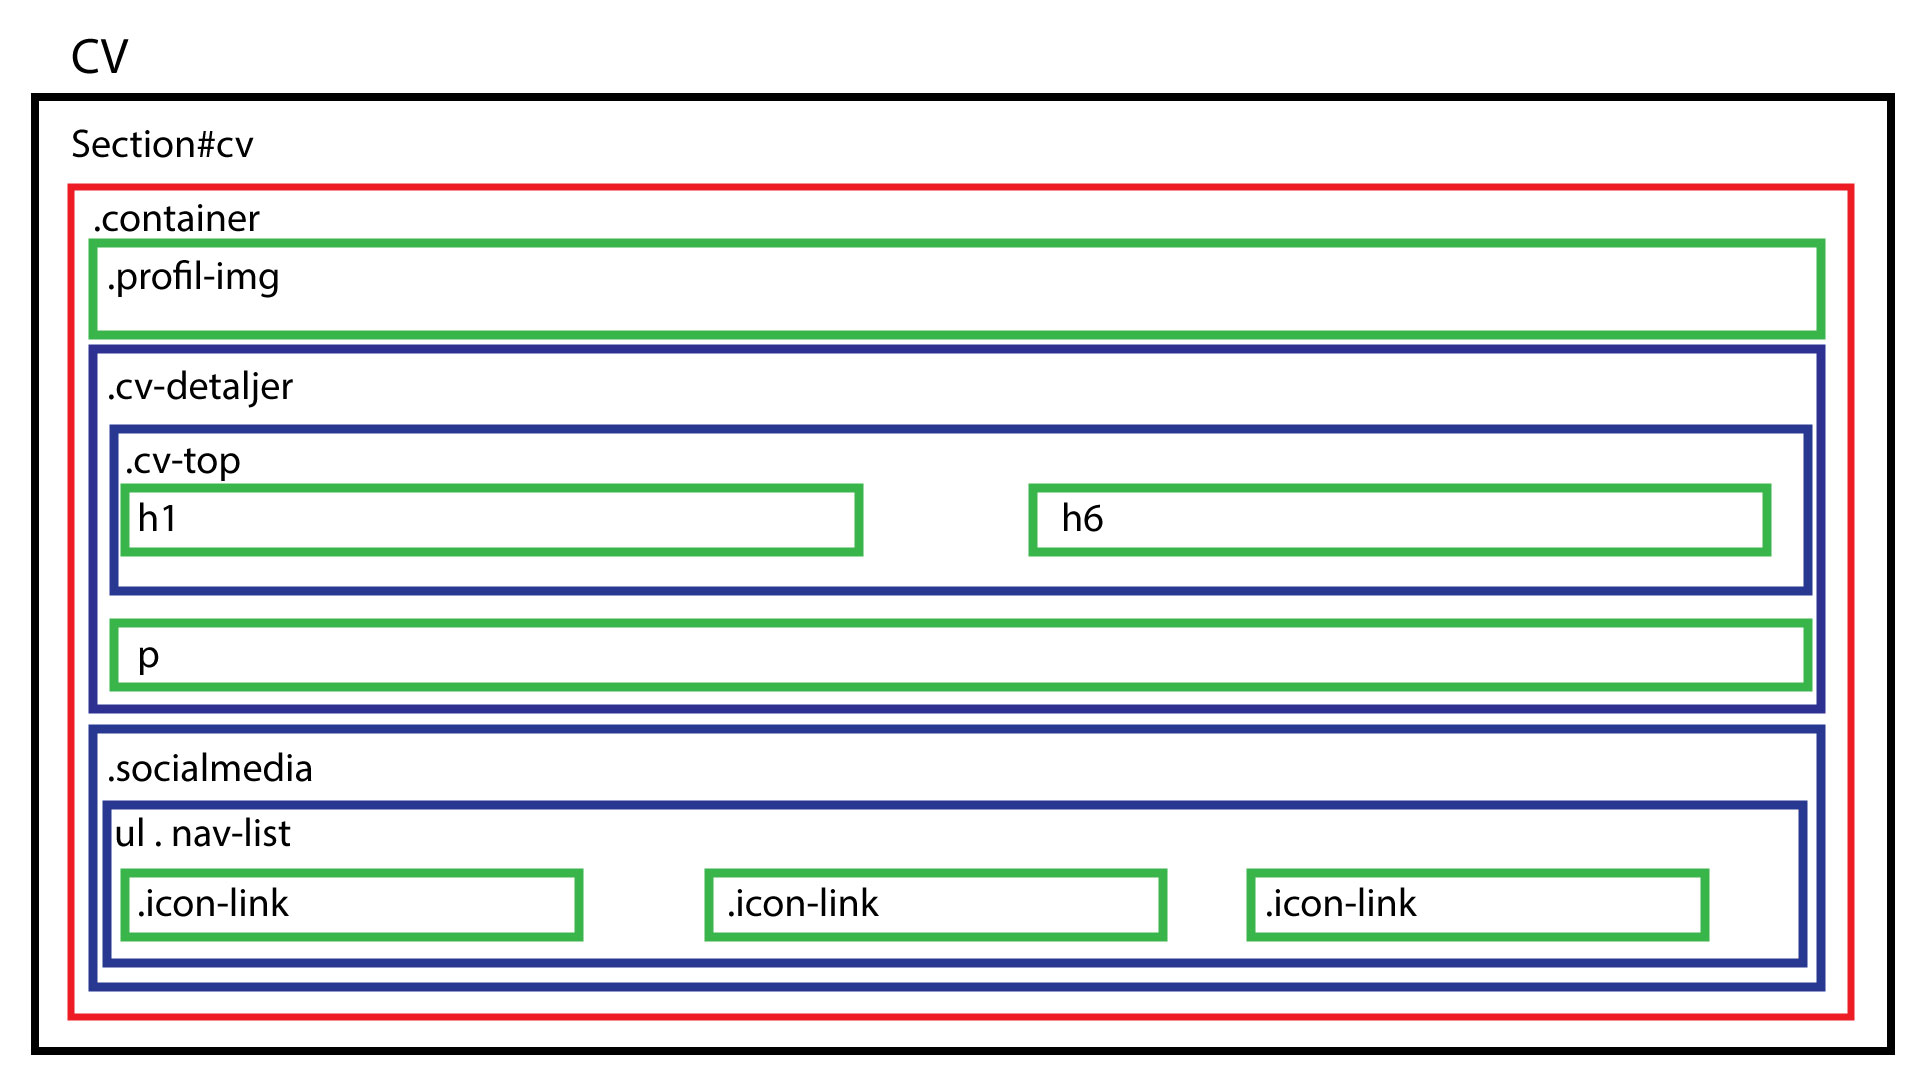 CV
Section#cv
.container
.profil-img
.cv-detaljer
.cv-top
h1
h6
p
.socialmedia
ul . nav-list
.icon-link
.icon-link
.icon-link